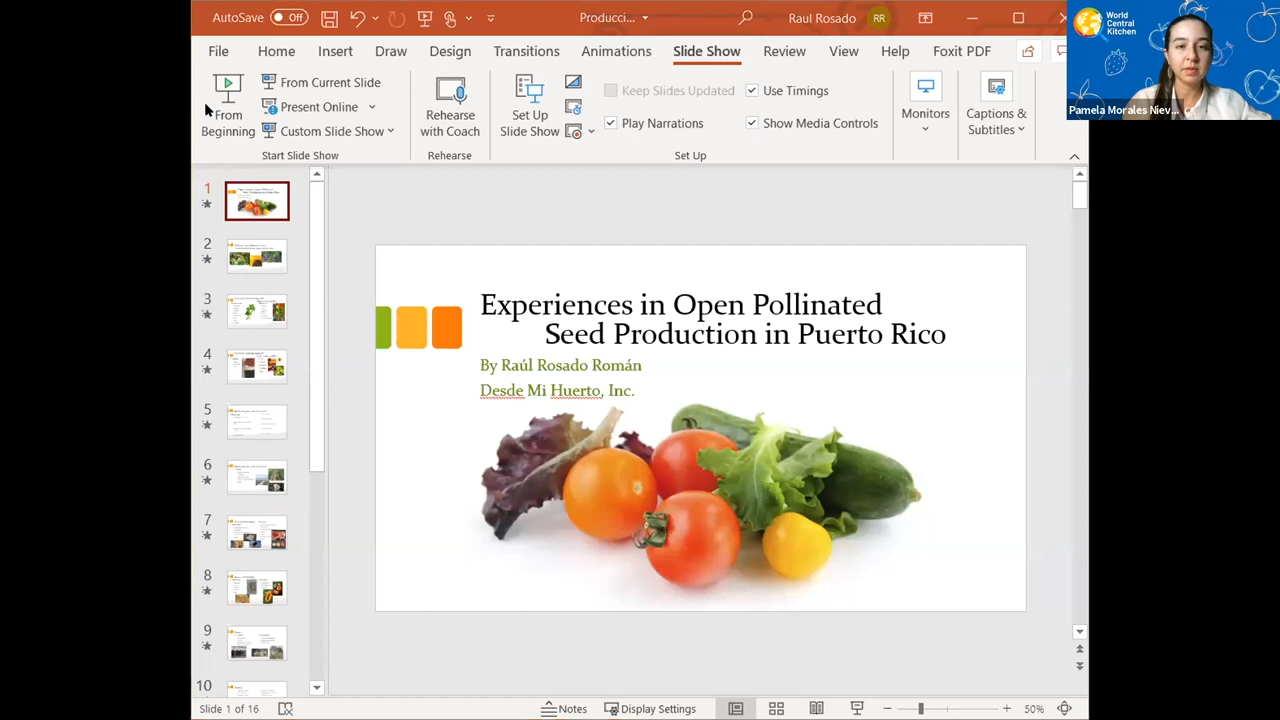 AutoSave Off Producci... Raul Rosado RR
File Home Insert Draw Design Transitions Animations Slide Show Review View Help Foxit PDF
From Beginning
From Current Slide
Present Online
Custom Slide Show
Start Slide Show
Rehearse with Coach
Rehearse
Set Up Slide Show
Keep Slides Updated
Play Narrations
Use Timings
Show Media Controls
Set Up
Monitors
Captions & Subtitles
World
Central
Kitchen
Pamela Morales Niev...
1
2
3
4
5
6
7
8
9
10
Experiences in Open Pollinated
Seed Production in Puerto Rico
By Raúl Rosado Román
Desde Mi Huerto, Inc.
Slide 1 of 16 Notes Display Settings 50%